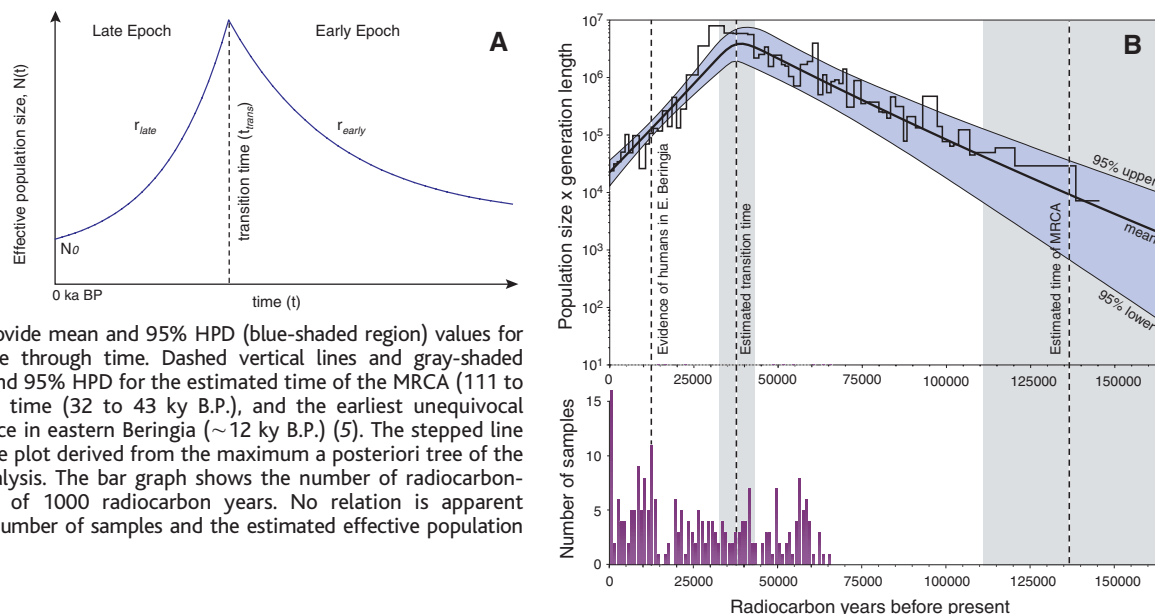 Late Epoch
Early Epoch
A
Effective population size, N(t)
r_late
transition time (t_trans)
r_early
N0
0 ka BP
time (t)
ovide mean and 95% HPD (blue-shaded region) values for
e through time. Dashed vertical lines and gray-shaded
nd 95% HPD for the estimated time of the MRCA (111 to
time (32 to 43 ky B.P.), and the earliest unequivocal
ce in eastern Beringia (~12 ky B.P.) (5). The stepped line
e plot derived from the maximum a posteriori tree of the
alysis. The bar graph shows the number of radiocarbon-
of 1000 radiocarbon years. No relation is apparent
number of samples and the estimated effective population
B
Population size x generation length
10^7
10^6
10^5
10^4
10^3
10^2
10^1
Evidence of humans in E. Beringia
Estimated transition time
Estimated time of MRCA
95% upper
mean
95% lower
0 25000 50000 75000 100000 125000 150000
Number of samples
15
10
5
0
0 25000 50000 75000 100000 125000 150000
Radiocarbon years before present